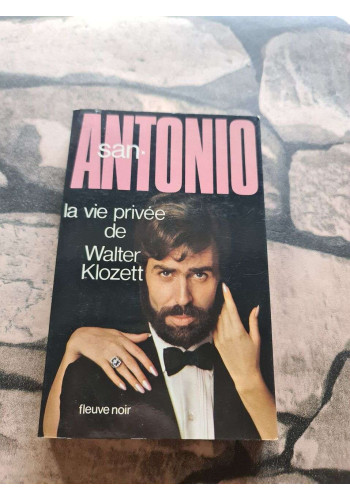 san-
ANTONIO
la vie privée
de
Walter
Klozett
fleuve noir